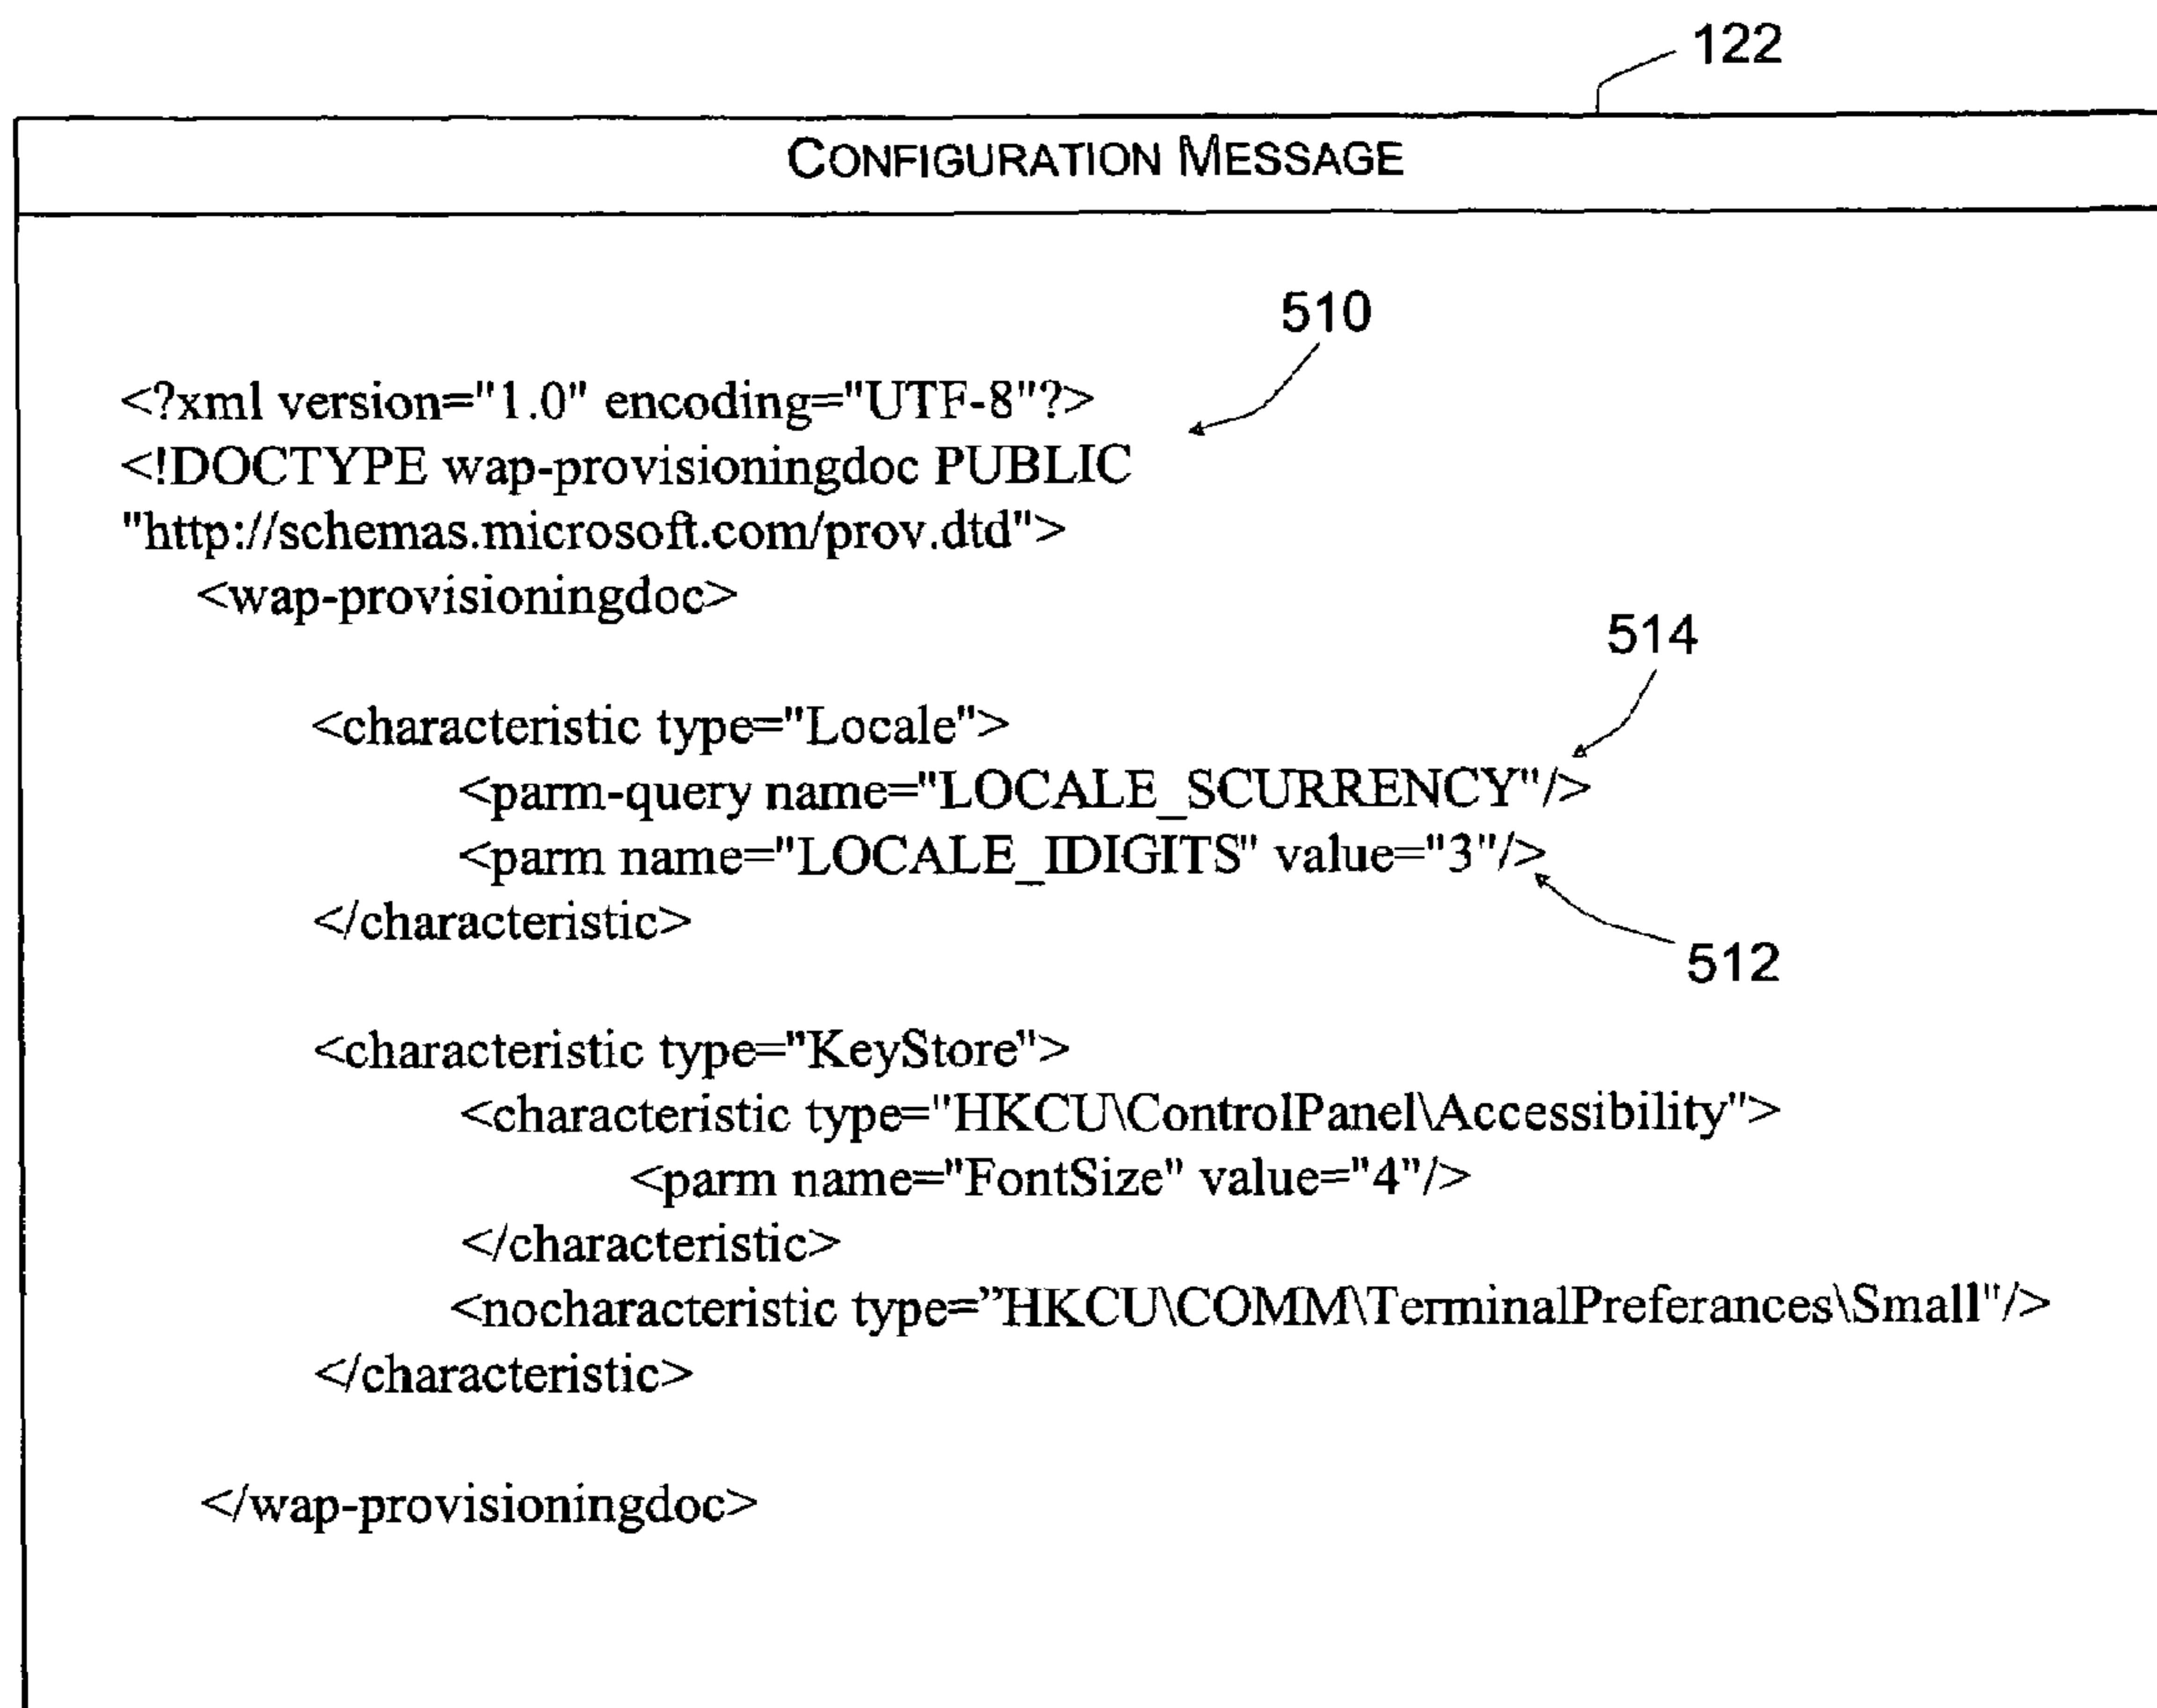 122
CONFIGURATION MESSAGE
510
<?xml version="1.0" encoding="UTF-8"?>
<!DOCTYPE wap-provisioningdoc PUBLIC
"http://schemas.microsoft.com/prov.dtd">
<wap-provisioningdoc>
514
<characteristic type="Locale">
<parm-query name="LOCALE_SCURRENCY"/>
<parm name="LOCALE_IDIGITS" value="3"/>
</characteristic>
512
<characteristic type="KeyStore">
<characteristic type="HKCU\ControlPanel\Accessibility">
<parm name="FontSize" value="4"/>
</characteristic>
<nocharacteristic type=”HKCU\COMM\TerminalPreferances\Small"/>
</characteristic>
</wap-provisioningdoc>